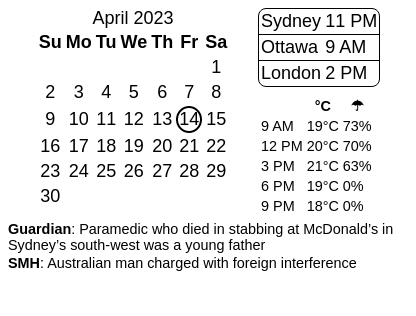 April 2023
Su Mo Tu We Th Fr Sa
1
2 3 4 5 6 7 8
9 10 11 12 13 14 15
16 17 18 19 20 21 22
23 24 25 26 27 28 29
30
Sydney 11 PM
Ottawa 9 AM
London 2 PM
°C ☂
9 AM 19°C 73%
12 PM 20°C 70%
3 PM 21°C 63%
6 PM 19°C 0%
9 PM 18°C 0%
Guardian: Paramedic who died in stabbing at McDonald's in
Sydney's south-west was a young father
SMH: Australian man charged with foreign interference